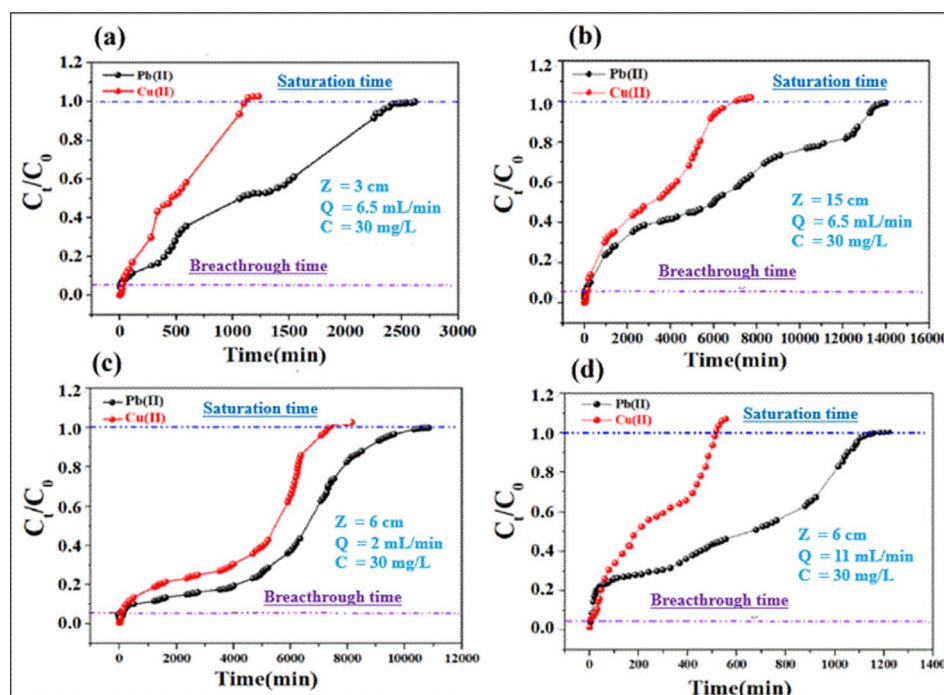 (a)
1.2
1.0
0.8
0.6
0.4
0.2
0.0
Pb(II)
Cu(II)
Saturation time
Z = 3 cm
Q = 6.5 mL/min
C = 30 mg/L
Breacthrough time
0 500 1000 1500 2000 2500 3000
Time(min)
Ct/C0
(b)
1.2
1.0
0.8
0.6
0.4
0.2
0.0
Pb(II)
Cu(II)
Saturation time
Z = 15 cm
Q = 6.5 mL/min
C = 30 mg/L
Breacthrough time
0 2000 4000 6000 8000 10000 12000 14000 16000
Time(min)
Ct/C0
(c)
1.2
1.0
0.8
0.6
0.4
0.2
0.0
Pb(II)
Cu(II)
Saturation time
Z = 6 cm
Q = 2 mL/min
C = 30 mg/L
Breacthrough time
0 2000 4000 6000 8000 10000 12000
Time(min)
Ct/C0
(d)
1.2
1.0
0.8
0.6
0.4
0.2
0.0
Pb(II)
Cu(II)
Saturation time
Z = 6 cm
Q = 11 mL/min
C = 30 mg/L
Breacthrough time
0 200 400 600 800 1000 1200 1400
Time(min)
Ct/C0